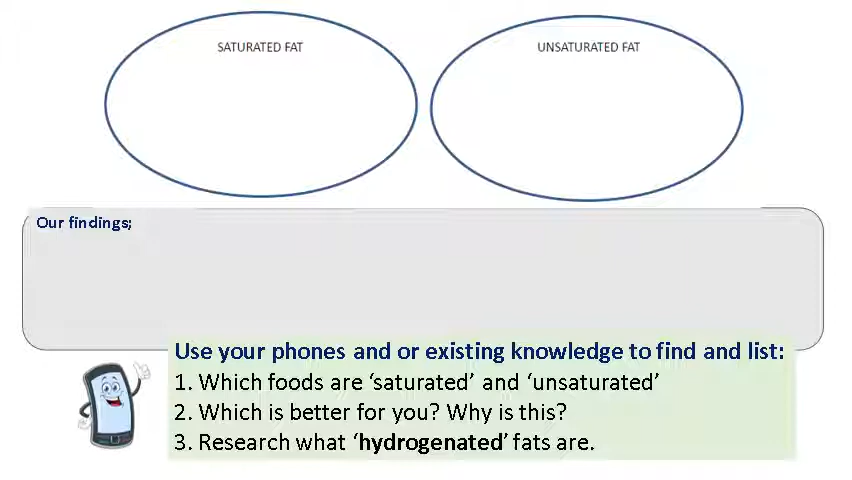 SATURATED FAT
UNSATURATED FAT
Our findings;
Use your phones and or existing knowledge to find and list:
1. Which foods are ‘saturated’ and ‘unsaturated’
2. Which is better for you? Why is this?
3. Research what ‘hydrogenated’ fats are.